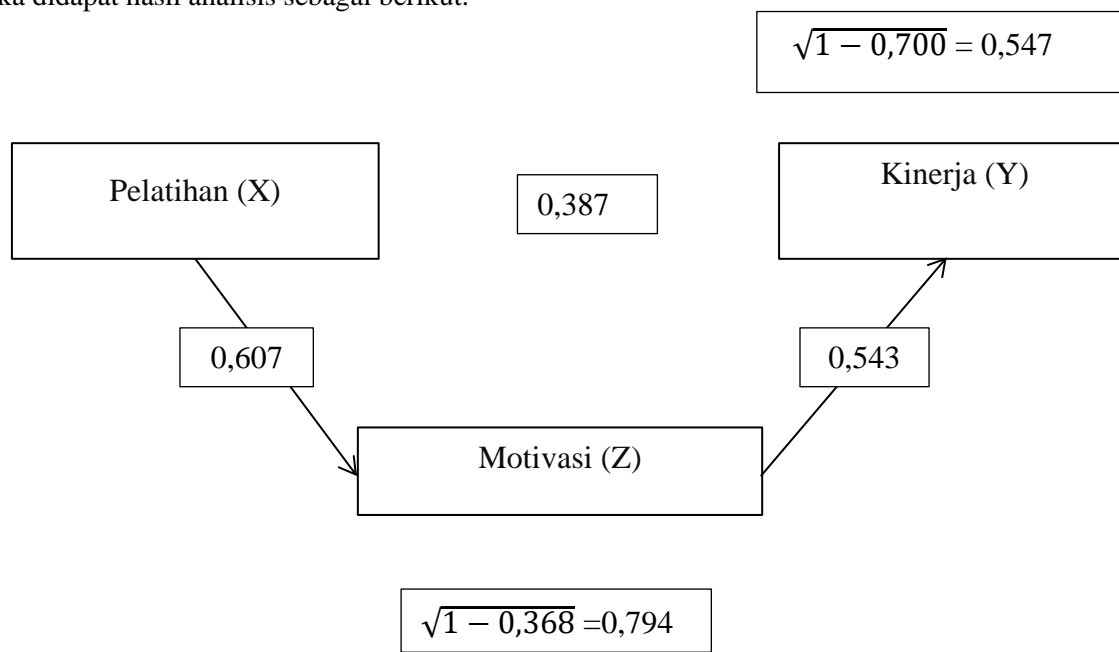 didapat hasil analisis sebagai berikut:
√1 − 0,700 = 0,547
Pelatihan (X)
0,387
Kinerja (Y)
0,607
0,543
Motivasi (Z)
√1 − 0,368 =0,794